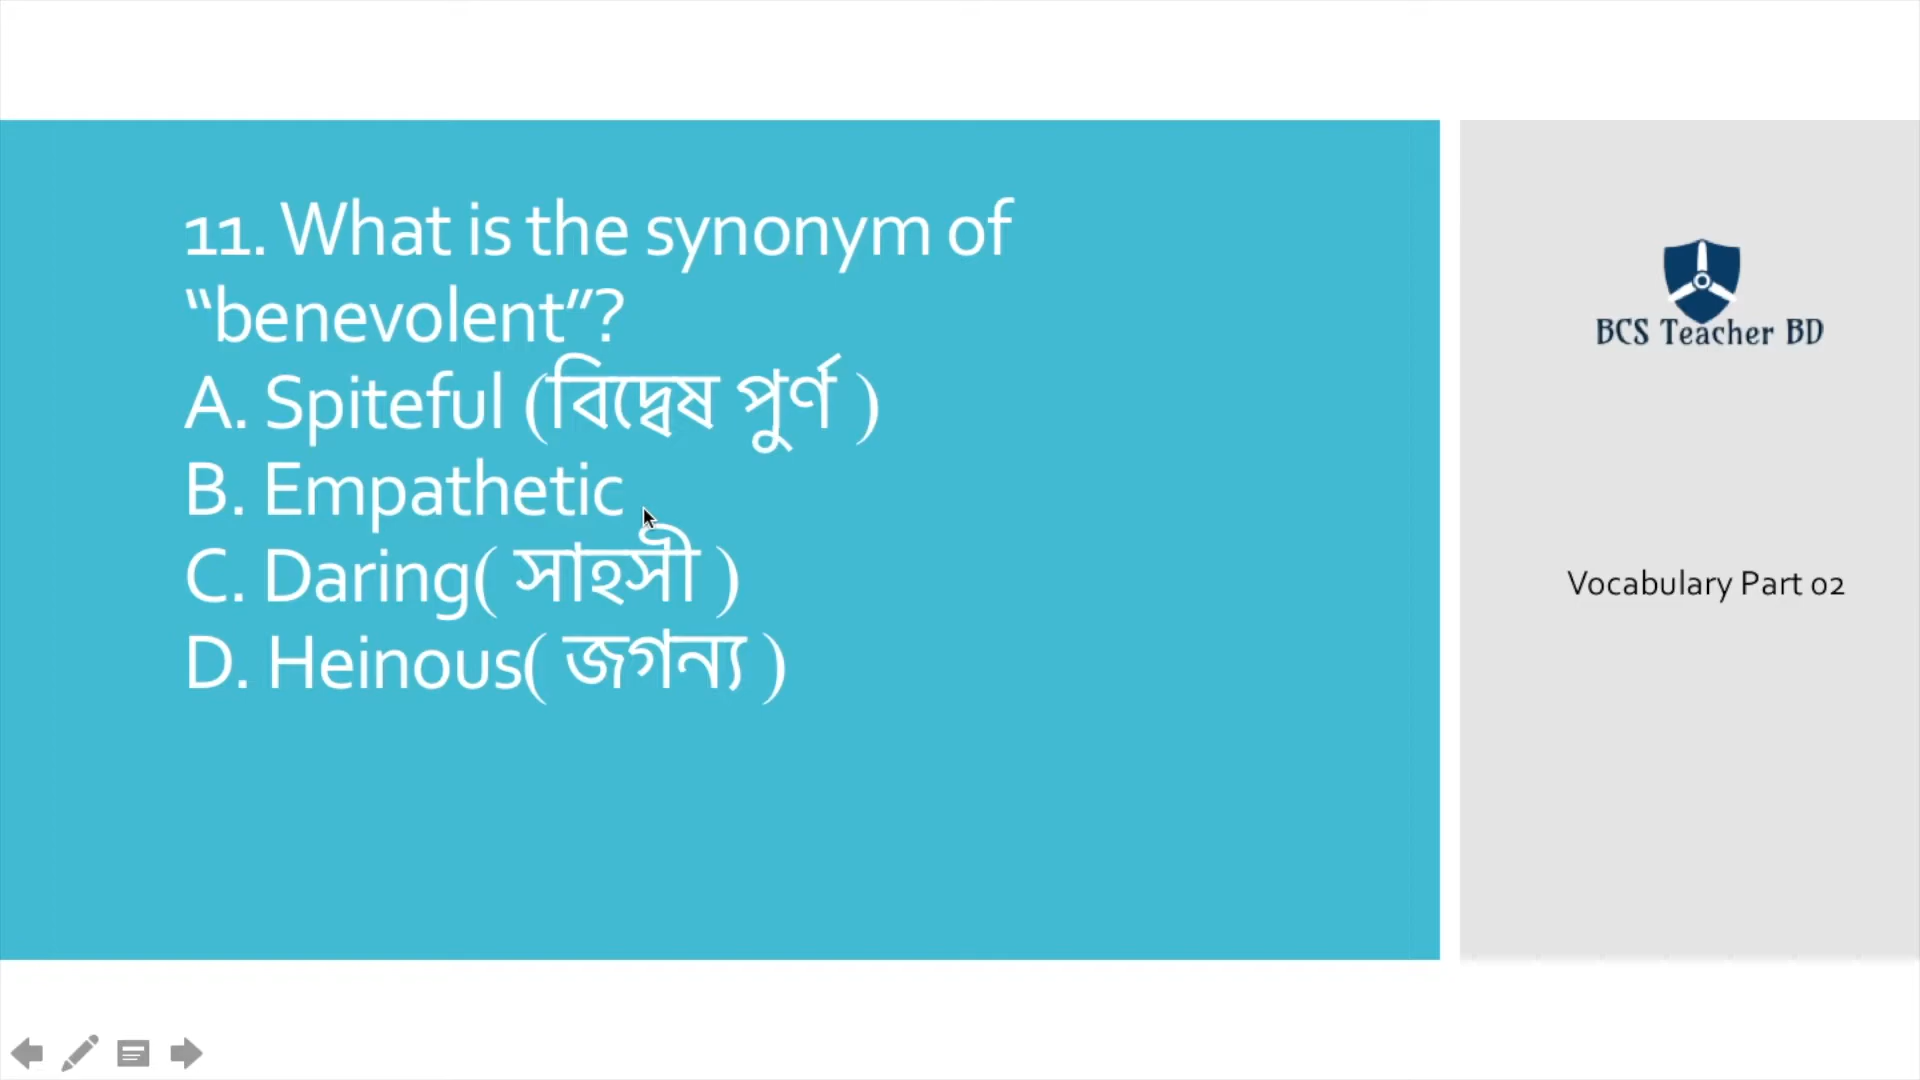 11. What is the synonym of
“benevolent”?
A. Spiteful (বিদ্বেষ পুর্ণ )
B. Empathetic
C. Daring( সাহসী )
D. Heinous( জগন্য )
BCS Teacher BD
Vocabulary Part 02